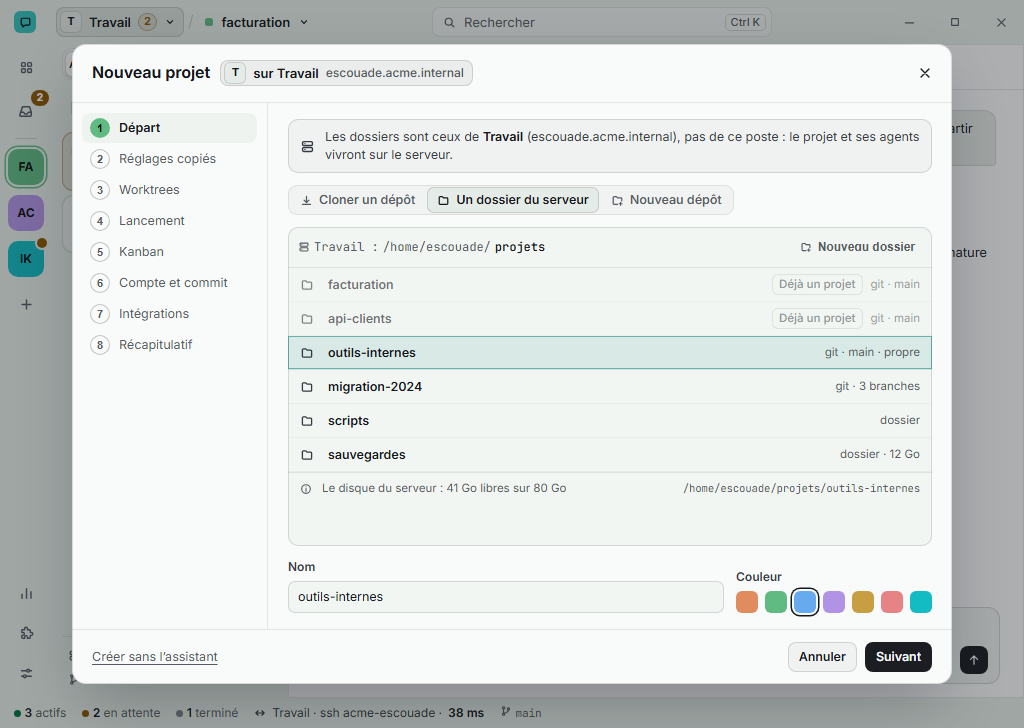 T Travail 2 / facturation Rechercher Ctrl K
Nouveau projet T sur Travail escouade.acme.internal
2
FA
AC
IK
1 Départ
2 Réglages copiés
3 Worktrees
4 Lancement
5 Kanban
6 Compte et commit
7 Intégrations
8 Récapitulatif
Les dossiers sont ceux de Travail (escouade.acme.internal), pas de ce poste : le projet et ses agents
vivront sur le serveur.
Cloner un dépôt Un dossier du serveur Nouveau dépôt
Travail : /home/escouade/ projets Nouveau dossier
facturation Déjà un projet git · main
api-clients Déjà un projet git · main
outils-internes git · main · propre
migration-2024 git · 3 branches
scripts dossier
sauvegardes dossier · 12 Go
Le disque du serveur : 41 Go libres sur 80 Go /home/escouade/projets/outils-internes
Nom
outils-internes
Couleur
Créer sans l’assistant Annuler Suivant
3 actifs 2 en attente 1 terminé Travail · ssh acme-escouade · 38 ms main